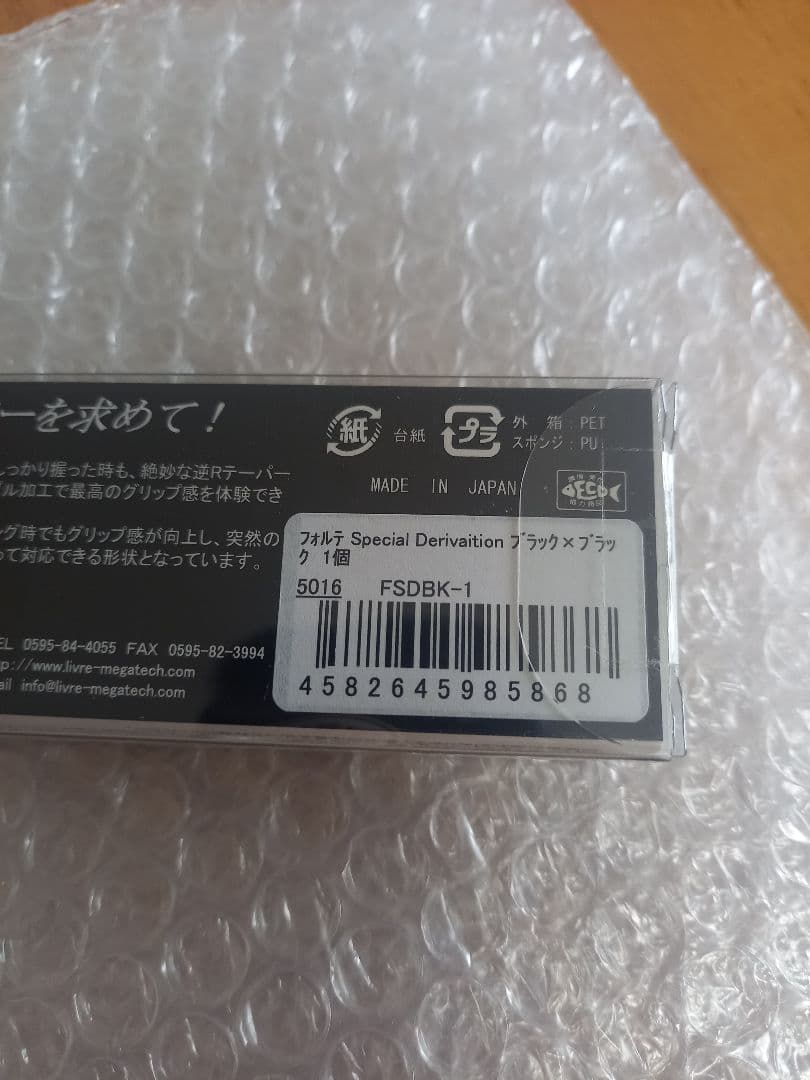 ーを求めて！
っかり握った時も、絶妙な逆Rテーパー
ル加工で最高のグリップ感を体験でき
グ時でもグリップ感が向上し、突然の
って対応できる形状となっています。
EL 0595-84-4055 FAX 0595-82-3994
tp://www.livre-megatech.com
ail info@livre-megatech.com
紙 台紙
プラ 外 箱：PET
スポンジ：PU
MADE IN JAPAN
ECO
フォルテ Special Derivaition ブラック×ブラッ
ク 1個
5016 FSDBK-1
4582645985868